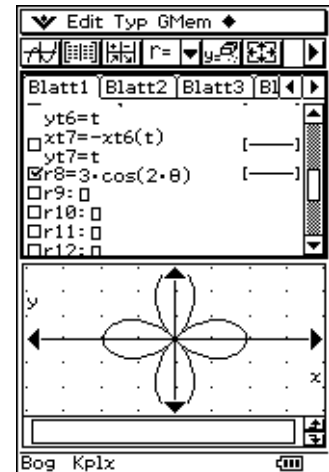 Edit Typ GMem
r= y=
Blatt1 Blatt2 Blatt3 Bl
yt6=t
xt7=-xt6(t) [——]
yt7=t
r8=3·cos(2·θ) [——]
r9:
r10:
r11:
r12:
y
x
Bog Kplx